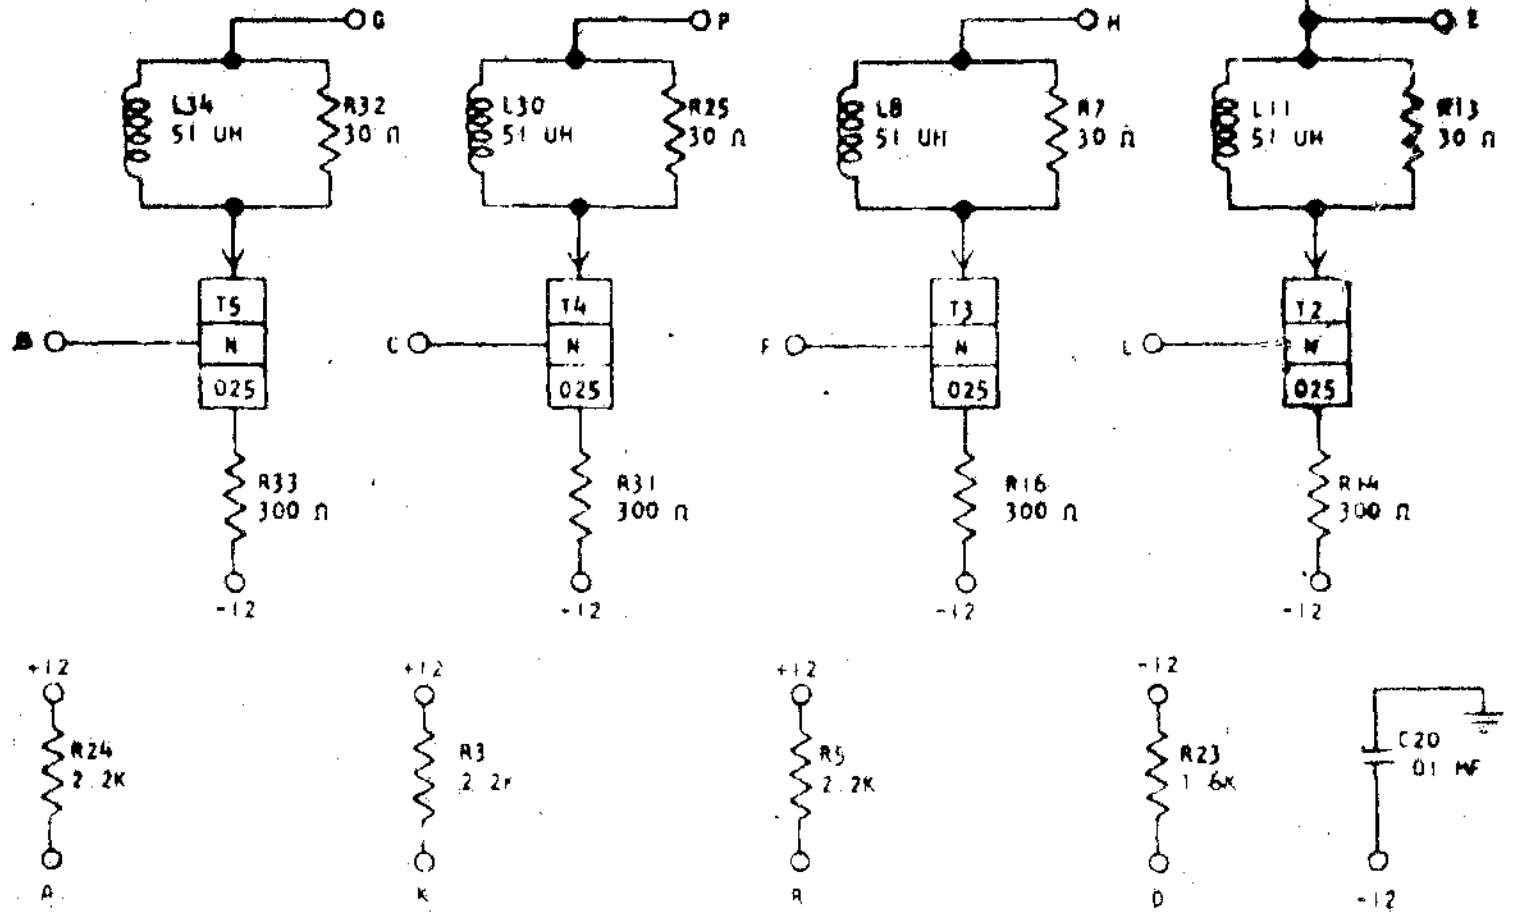 G
P
H
L34
51 UH
R32
30 Ω
L30
51 UH
R25
30 Ω
L8
51 UH
R7
30 Ω
L11
51 UH
R13
30 Ω
T5
N
025
T4
N
025
T3
N
025
T2
N
025
B
C
F
L
R33
300 Ω
R31
300 Ω
R16
300 Ω
R14
300 Ω
-12
-12
-12
-12
+12
+12
+12
-12
R24
2.2K
R3
2.2K
R5
2.2K
R23
1.6K
C20
.01 MF
A
K
R
D
-12